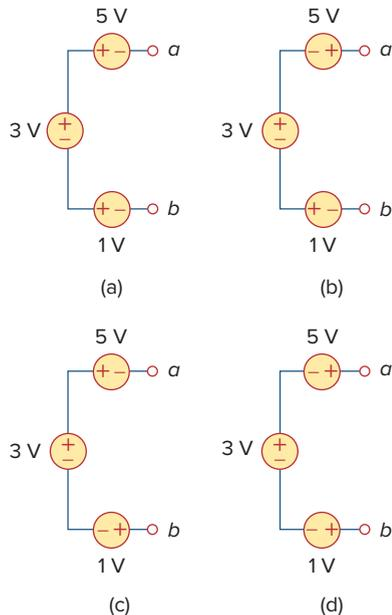 5 V 5 V
+ − a − + a
3 V + − 3 V + −
+ − b + − b
1 V 1 V
(a) (b)
5 V 5 V
+ − a − + a
3 V + − 3 V + −
− + b − + b
1 V 1 V
(c) (d)